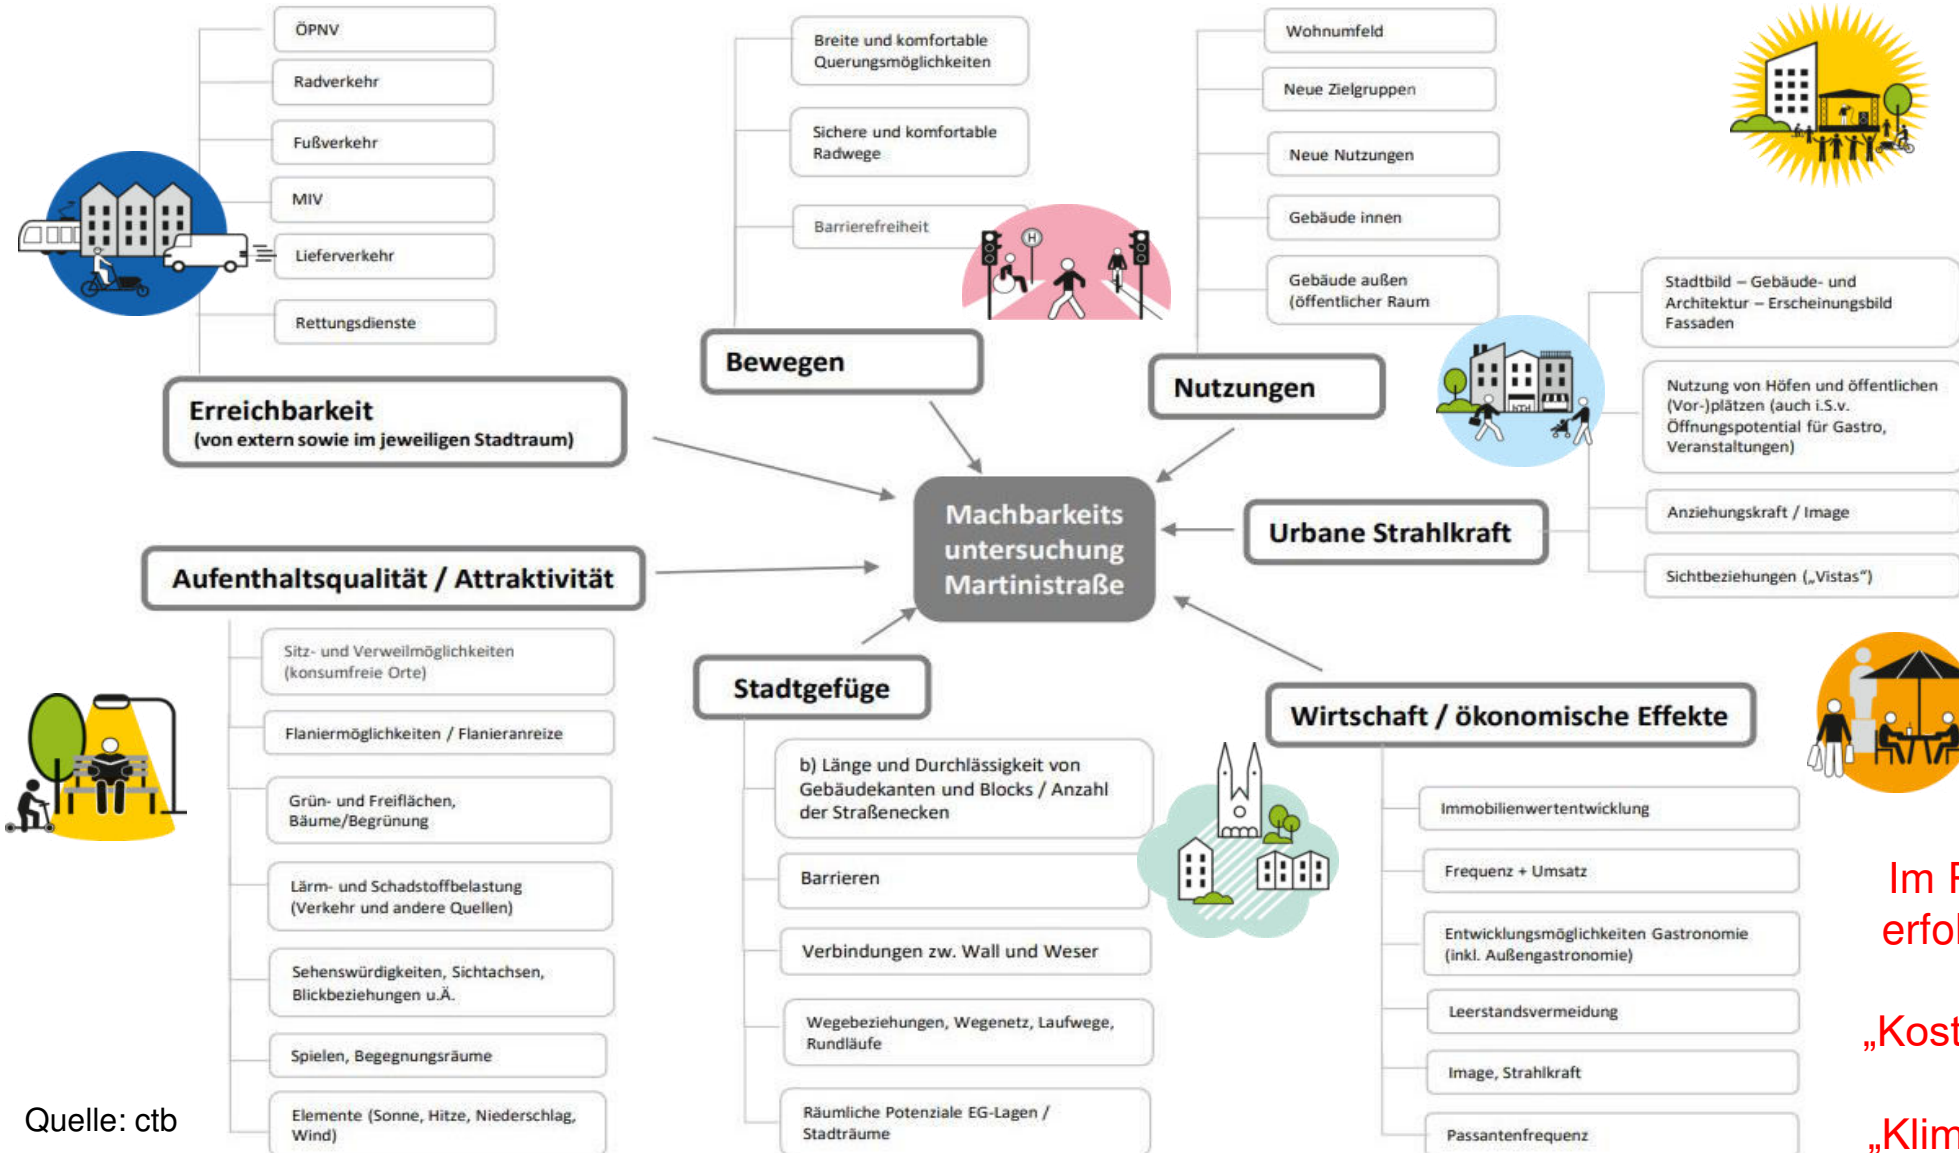 ÖPNV
Radverkehr
Fußverkehr
MIV
Lieferverkehr
Rettungsdienste
Erreichbarkeit
(von extern sowie im jeweiligen Stadtraum)
Breite und komfortable
Querungsmöglichkeiten
Sichere und komfortable
Radwege
Barrierefreiheit
H
Bewegen
Wohnumfeld
Neue Zielgruppen
Neue Nutzungen
Gebäude innen
Gebäude außen
(öffentlicher Raum
Nutzungen
Stadtbild – Gebäude- und
Architektur – Erscheinungsbild
Fassaden
Nutzung von Höfen und öffentlichen
(Vor-)plätzen (auch i.S.v.
Öffnungspotential für Gastro,
Veranstaltungen)
Anziehungskraft / Image
Sichtbeziehungen („Vistas“)
Urbane Strahlkraft
Machbarkeits
untersuchung
Martinistraße
Aufenthaltsqualität / Attraktivität
Sitz- und Verweilmöglichkeiten
(konsumfreie Orte)
Flaniermöglichkeiten / Flanieranreize
Grün- und Freiflächen,
Bäume/Begrünung
Lärm- und Schadstoffbelastung
(Verkehr und andere Quellen)
Sehenswürdigkeiten, Sichtachsen,
Blickbeziehungen u.Ä.
Spielen, Begegnungsräume
Elemente (Sonne, Hitze, Niederschlag,
Wind)
Stadtgefüge
b) Länge und Durchlässigkeit von
Gebäudekanten und Blocks / Anzahl
der Straßenecken
Barrieren
Verbindungen zw. Wall und Weser
Wegebeziehungen, Wegenetz, Laufwege,
Rundläufe
Räumliche Potenziale EG-Lagen /
Stadträume
Wirtschaft / ökonomische Effekte
Immobilienwertentwicklung
Frequenz + Umsatz
Entwicklungsmöglichkeiten Gastronomie
(inkl. Außengastronomie)
Leerstandsvermeidung
Image, Strahlkraft
Passantenfrequenz
Im
erfol
„Kost
„Klim
Quelle: ctb